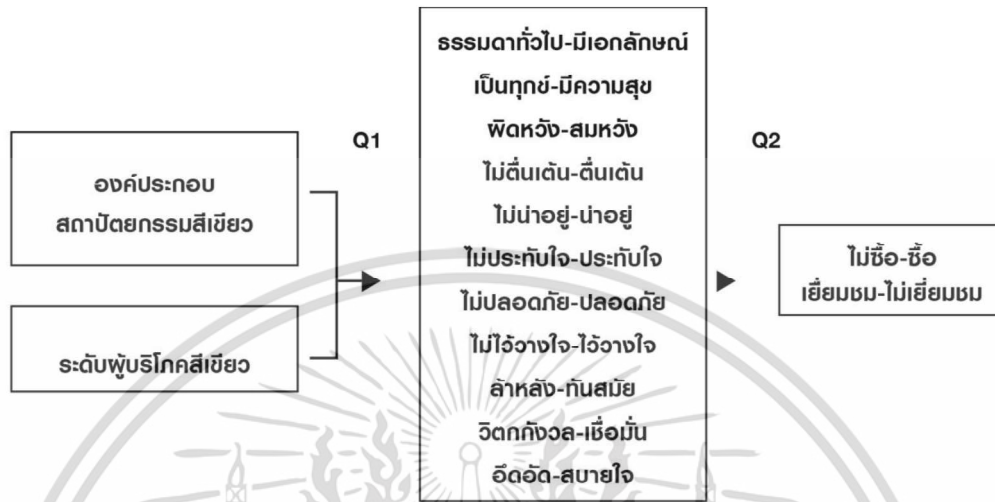 องค์ประกอบ
สถาปัตยกรรมสีเขียว
ระดับผู้บริโภคสีเขียว
Q1
ธรรมดาทั่วไป-มีเอกลักษณ์
เป็นทุกข์-มีความสุข
ผิดหวัง-สมหวัง
ไม่ตื่นเต้น-ตื่นเต้น
ไม่น่าอยู่-น่าอยู่
ไม่ประทับใจ-ประทับใจ
ไม่ปลอดภัย-ปลอดภัย
ไม่ไว้วางใจ-ไว้วางใจ
ล้าหลัง-ทันสมัย
วิตกกังวล-เชื่อมั่น
อึดอัด-สบายใจ
Q2
ไม่ซื้อ-ซื้อ
เยี่ยมชม-ไม่เยี่ยมชม